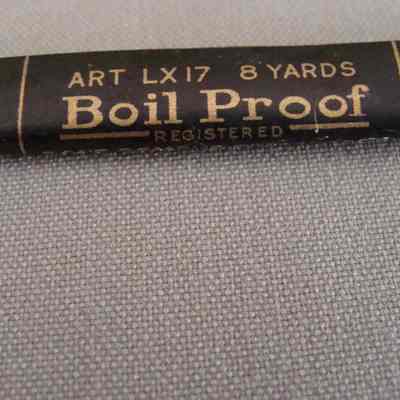 ART LX17 8 YARDS
Boil Proof
REGISTERED